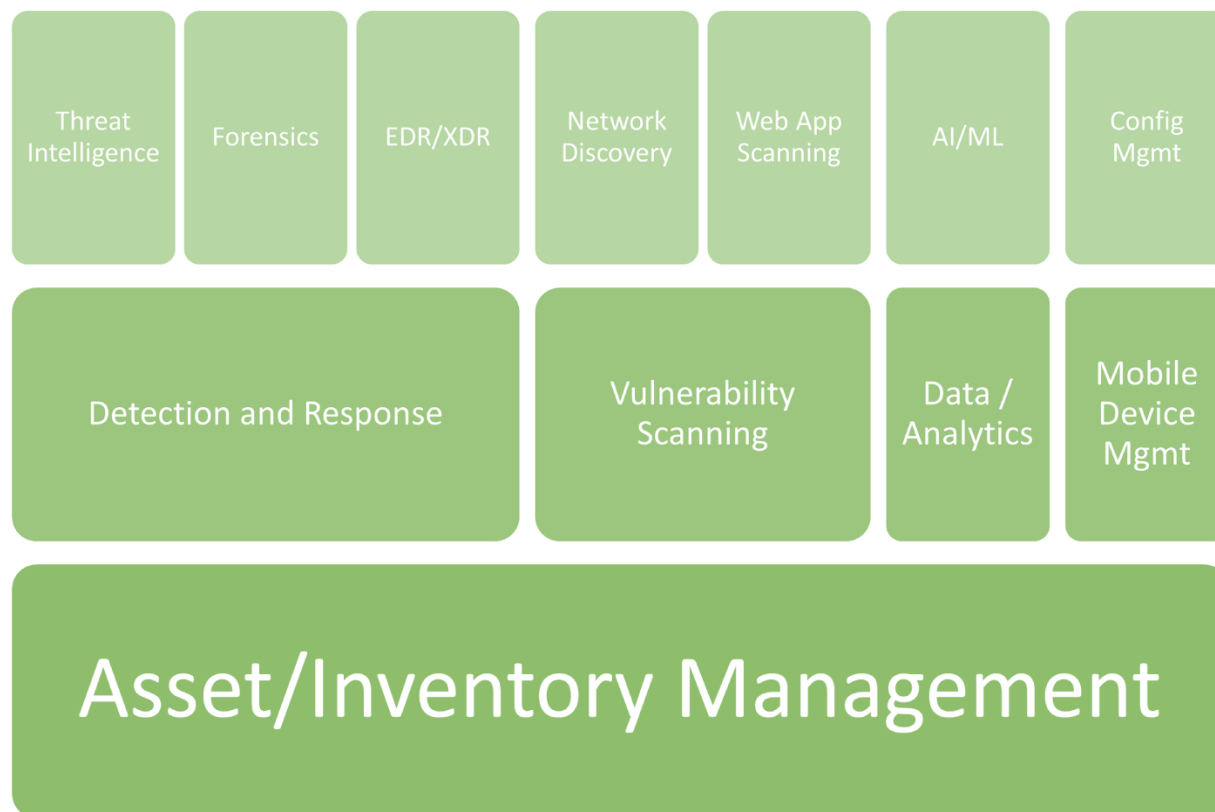 Threat
Intelligence
Forensics
EDR/XDR
Network
Discovery
Web App
Scanning
AI/ML
Config
Mgmt
Detection and Response
Vulnerability
Scanning
Data /
Analytics
Mobile
Device
Mgmt
Asset/Inventory Management